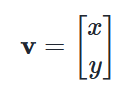 v = [x
y]